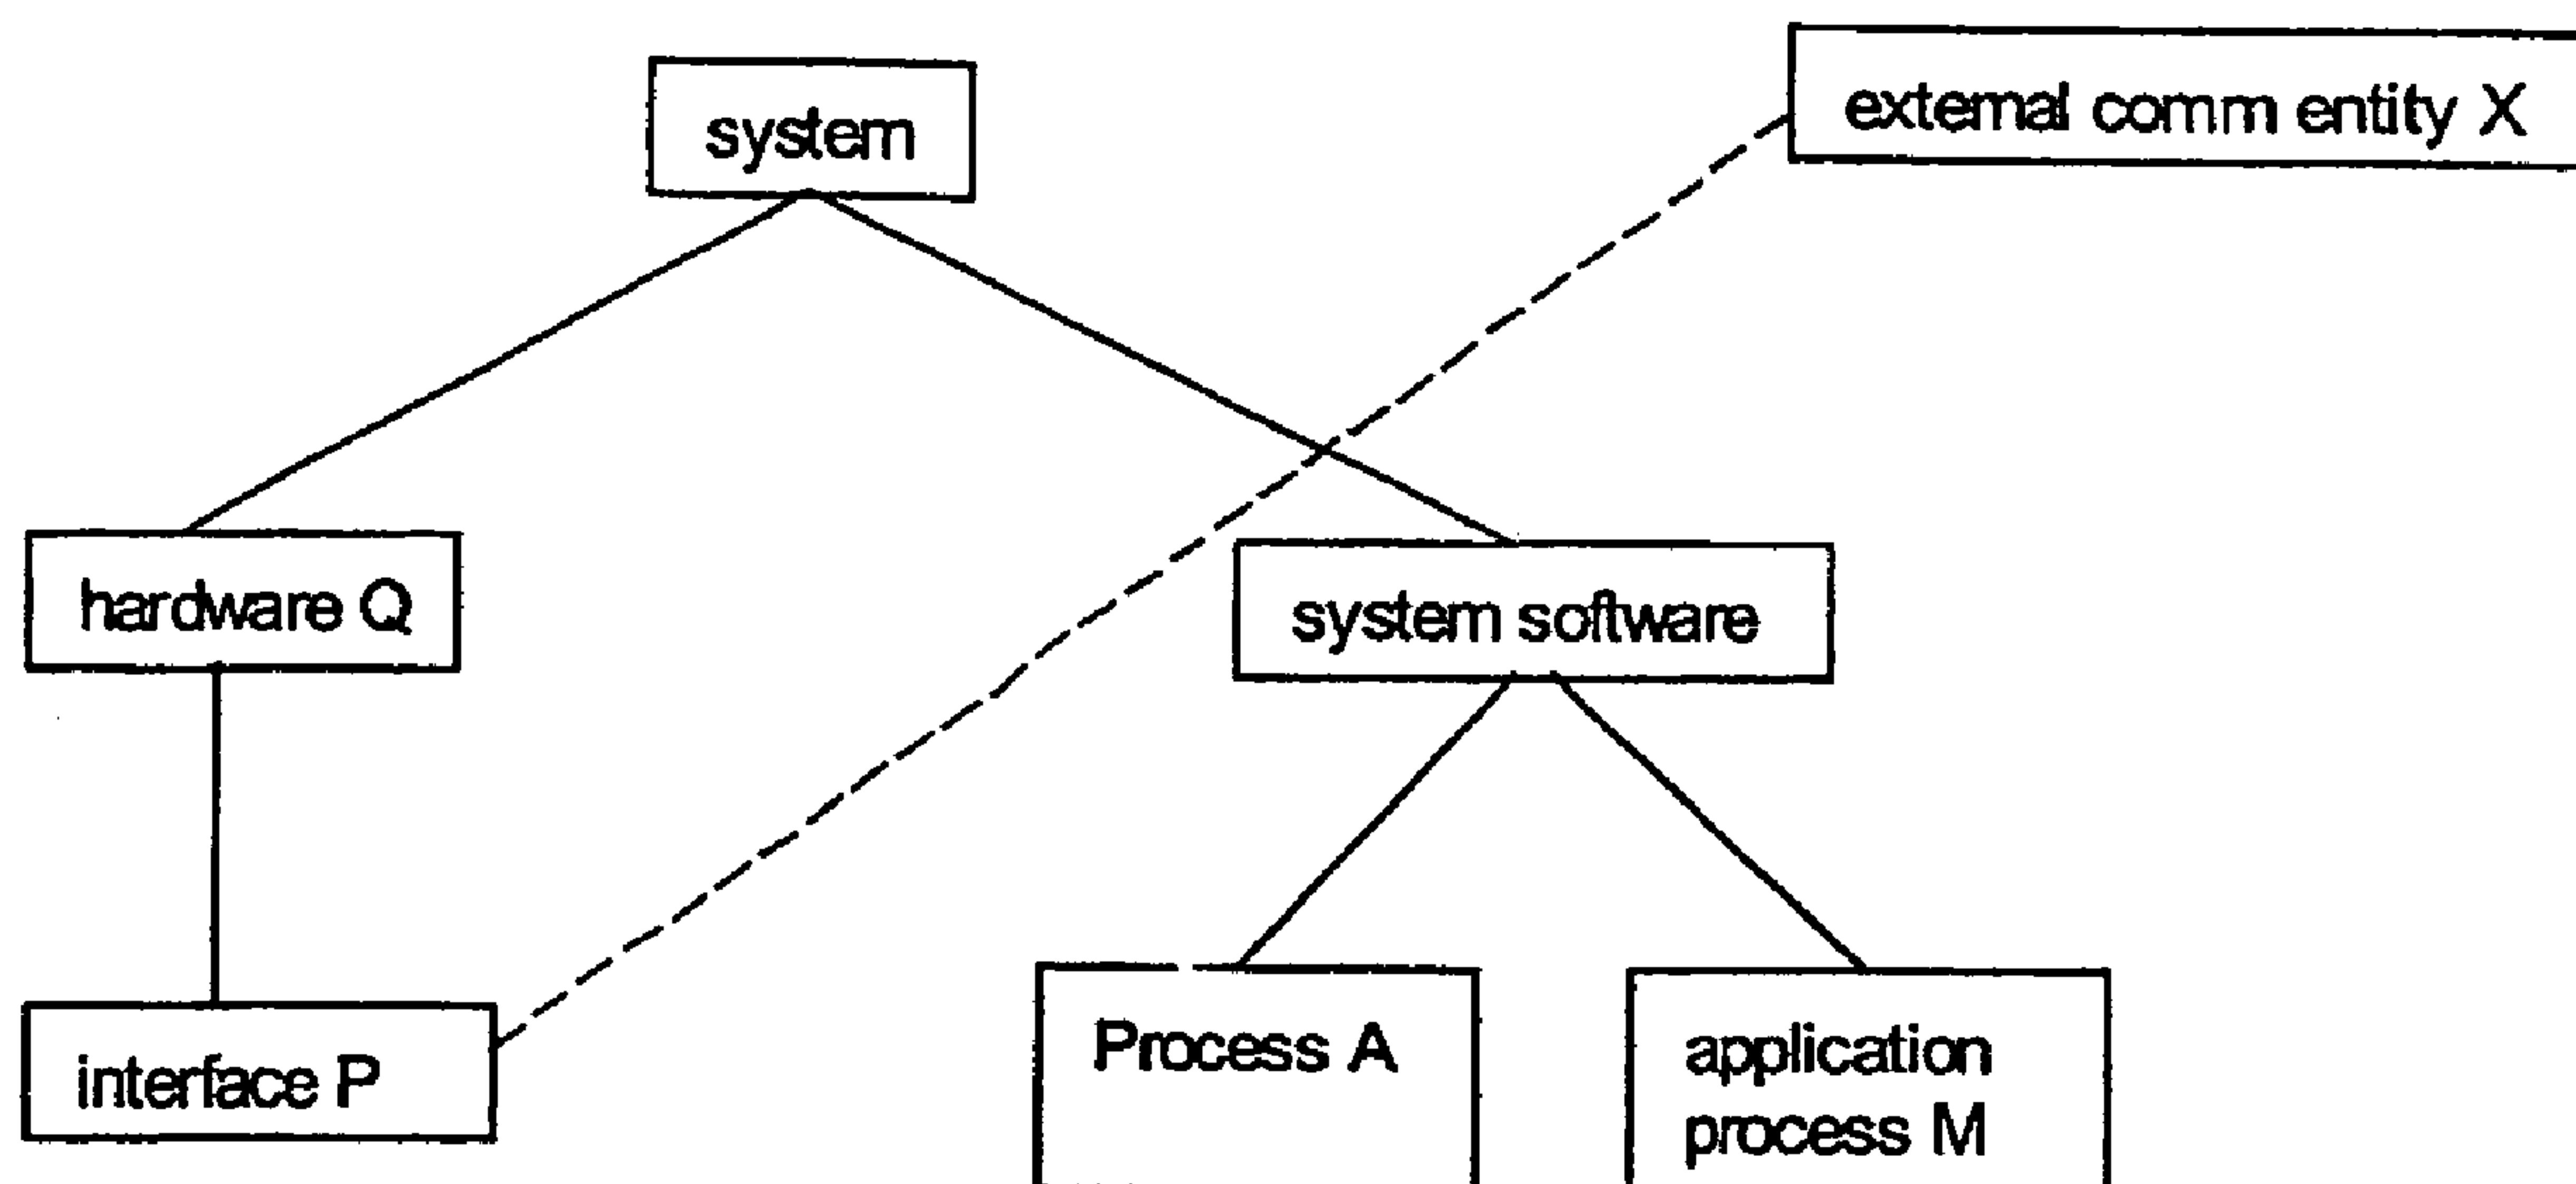 system
external comm entity X
hardware Q
system software
interface P
Process A
application
process M